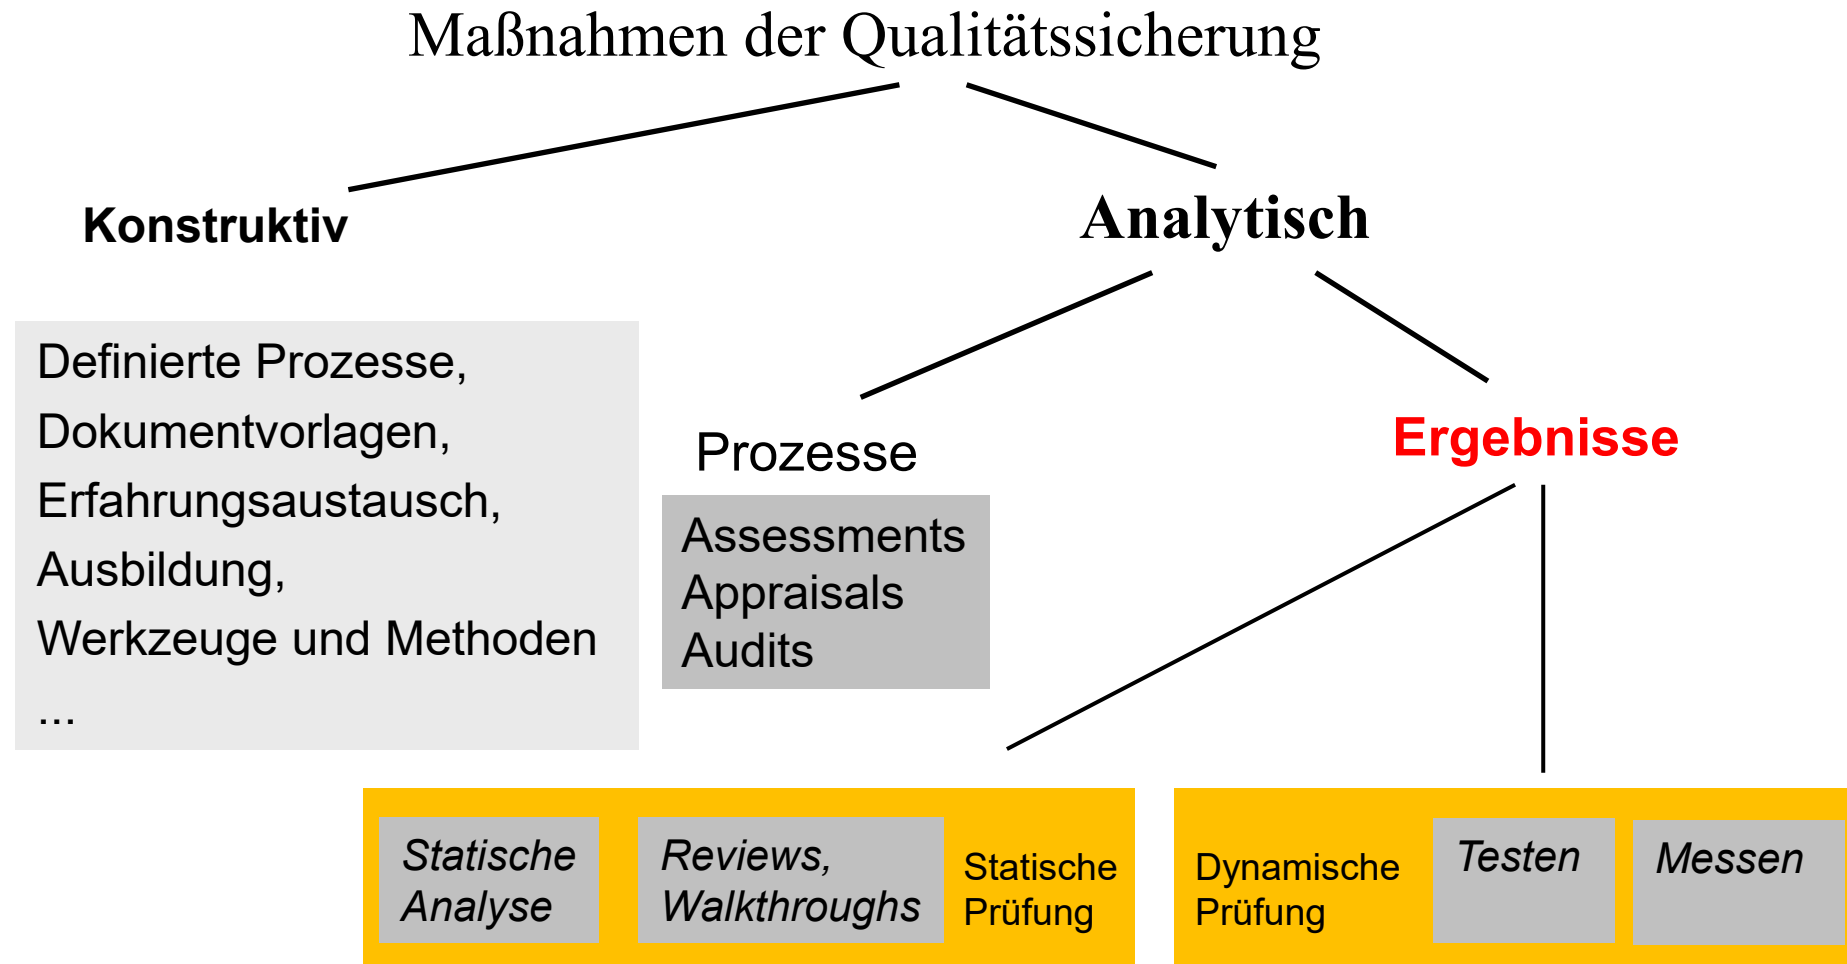 Maßnahmen der Qualitätssicherung
Konstruktiv
Analytisch
Definierte Prozesse,
Dokumentvorlagen,
Erfahrungsaustausch,
Ausbildung,
Werkzeuge und Methoden
...
Prozesse
Assessments
Appraisals
Audits
Ergebnisse
Statische
Analyse
Reviews,
Walkthroughs
Statische
Prüfung
Dynamische
Prüfung
Testen
Messen